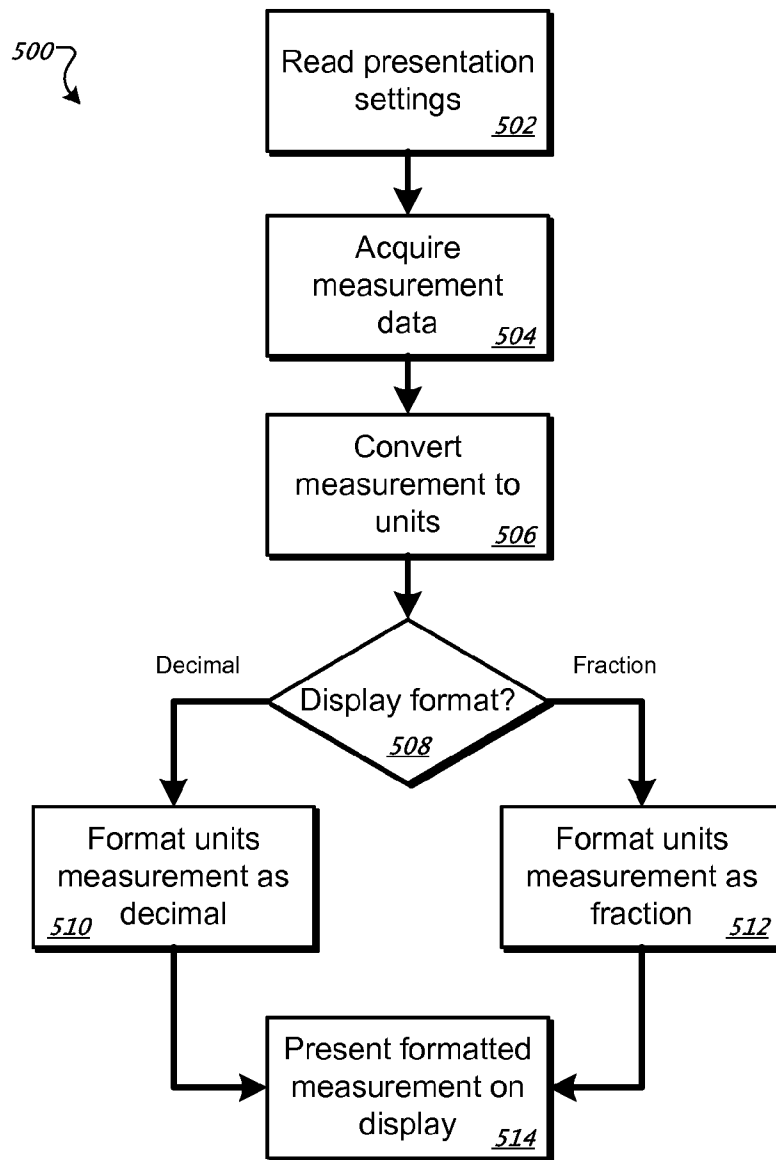 500
Read presentation
settings
502
Acquire
measurement
data
504
Convert
measurement to
units
506
Decimal
Fraction
Display format?
508
Format units
measurement as
decimal
510
Format units
measurement as
fraction
512
Present formatted
measurement on
display
514